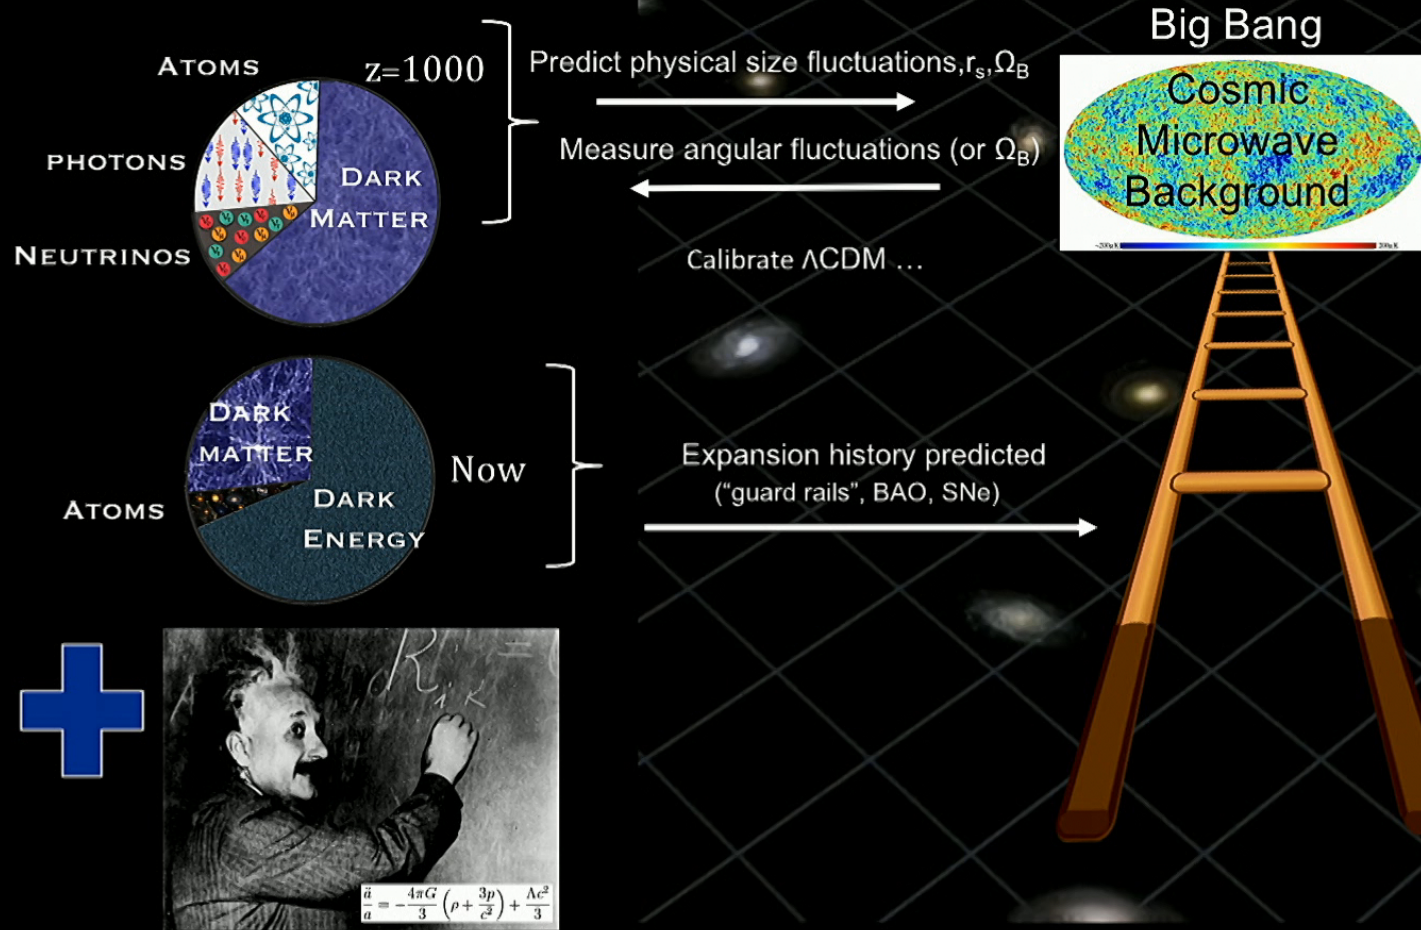 Big Bang
ATOMS
z=1000
PHOTONS
DARK
MATTER
NEUTRINOS
Predict physical size fluctuations,rₛ,Ω_B
Measure angular fluctuations (or Ω_B)
Calibrate ΛCDM …
Cosmic
Microwave
Background
DARK
MATTER
ATOMS
DARK
ENERGY
Now
Expansion history predicted
("guard rails", BAO, SNe)
R i k =
ä/a = -4πG/3 (ρ + 3p/c²) + Λc²/3